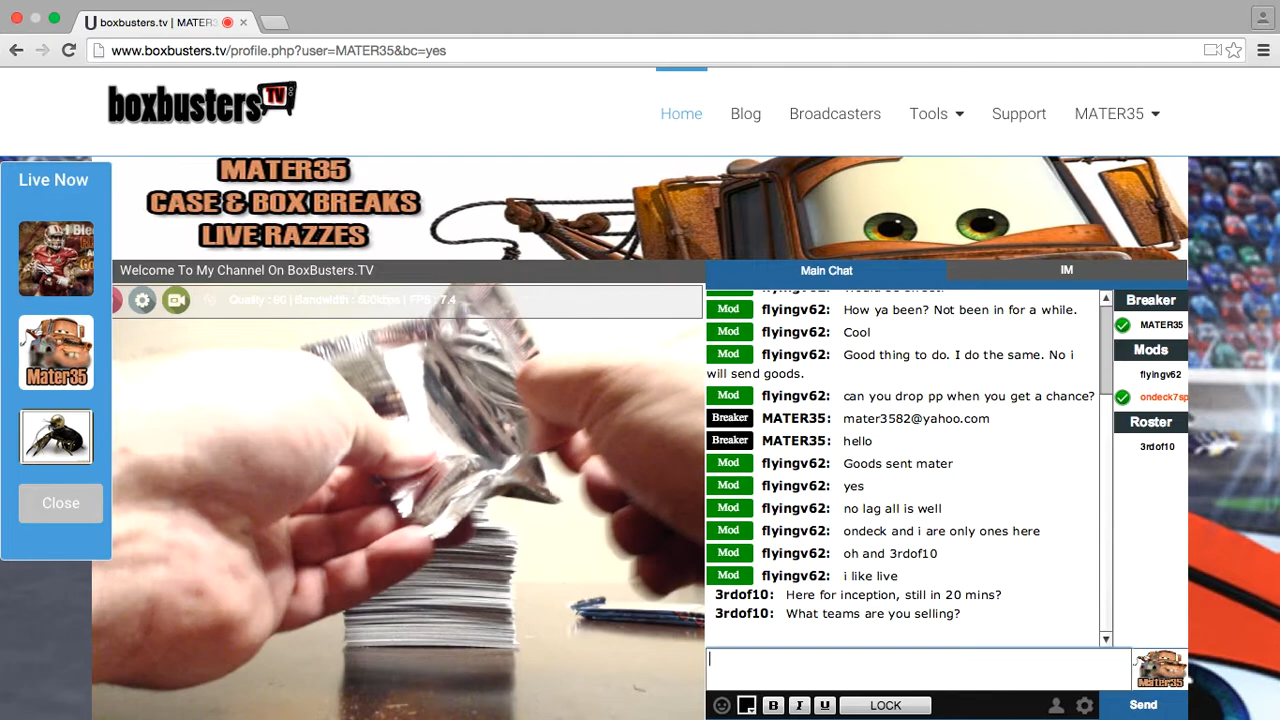 boxbusters.tv | MATER3
www.boxbusters.tv/profile.php?user=MATER35&bc=yes
boxbusters TV
Home Blog Broadcasters Tools Support MATER35
Live Now
MATER35
CASE & BOX BREAKS
LIVE RAZZES
Welcome To My Channel On BoxBusters.TV
Main Chat IM
Mod flyingv62: How ya been? Not been in for a while.
Mod flyingv62: Cool
Mod flyingv62: Good thing to do. I do the same. No i
will send goods.
Mod flyingv62: can you drop pp when you get a chance?
Breaker MATER35: mater3582@yahoo.com
Breaker MATER35: hello
Mod flyingv62: Goods sent mater
Mod flyingv62: yes
Mod flyingv62: no lag all is well
Mod flyingv62: ondeck and i are only ones here
Mod flyingv62: oh and 3rdof10
Mod flyingv62: i like live
3rdof10: Here for inception, still in 20 mins?
3rdof10: What teams are you selling?
Breaker
MATER35
Mods
flyingv62
ondeck7sp
Roster
3rdof10
Mater35
Close
Mater35
B I U LOCK Send